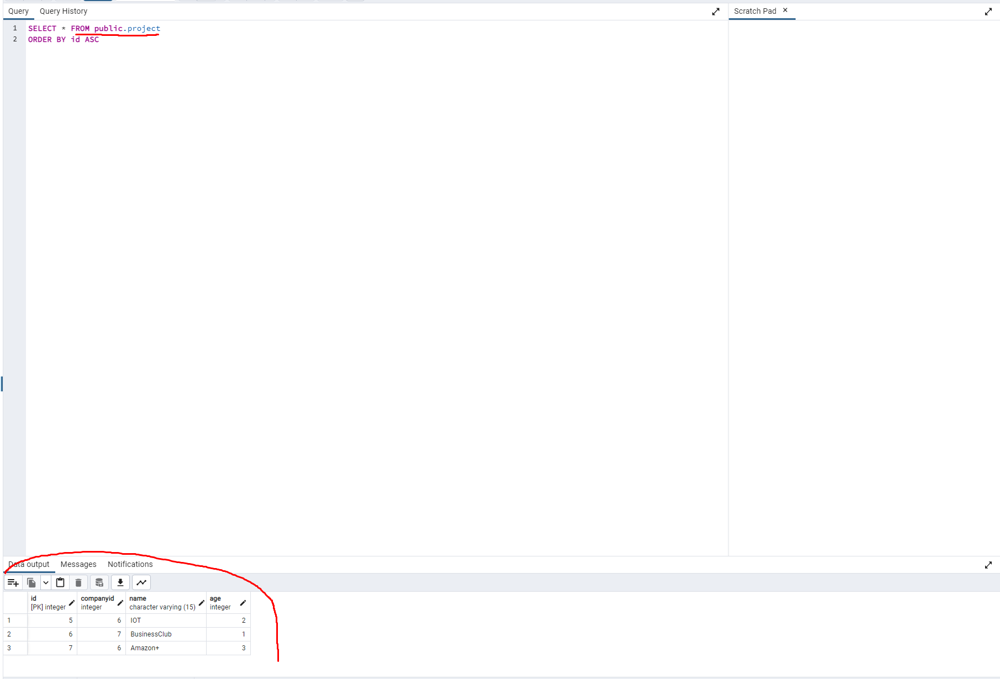 Query Query History
Scratch Pad ×
1 SELECT * FROM public.project
2 ORDER BY id ASC
Data output Messages Notifications
id companyid name age
[PK] integer integer character varying (15) integer
1 5 6 IOT 2
2 6 7 BusinessClub 1
3 7 6 Amazon+ 3